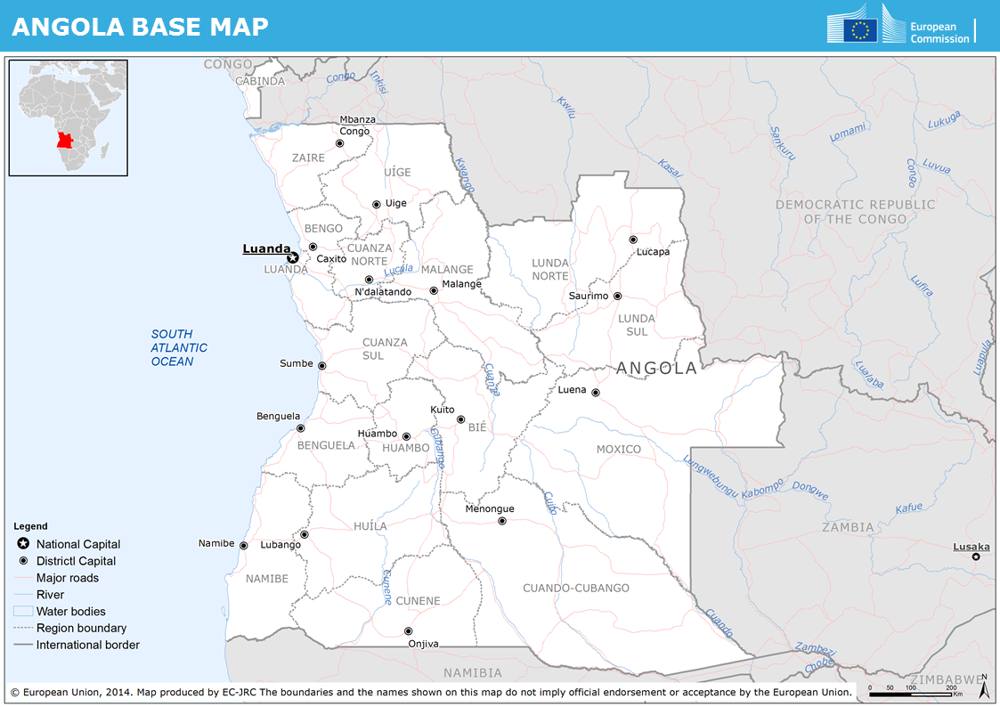 ANGOLA BASE MAP
European
Commission
CONGO
CABINDA
Congo
Inkisi
Kwilu
Lukuga
Lomami
Sankuru
Mbanza
Congo
ZAIRE
UÍGE
Kwango
Kasai
Congo
Luvua
Uige
DEMOCRATIC REPUBLIC
OF THE CONGO
BENGO
Luanda
LUANDA
Caxito
CUANZA
NORTE
Lucala
MALANGE
Malange
N'dalatando
LUNDA
NORTE
Lucapa
Saurimo
LUNDA
SUL
Lufira
SOUTH
ATLANTIC
OCEAN
CUANZA
SUL
Sumbe
Cuanza
ANGOLA
Lualaba
Luapula
Luena
Benguela
Kuito
BIÉ
Huambo
HUAMBO
Cubango
BENGUELA
MOXICO
Lungwebungu
Kabompo
Dongwe
Kafue
Menongue
Cuito
ZAMBIA
Lusaka
HUÍLA
Namibe
Lubango
NAMIBE
Cunene
CUNENE
CUANDO-CUBANGO
Cuando
Onjiva
Zambezi
Chobe
NAMIBIA
ZIMBABWE
Legend
National Capital
Districtl Capital
Major roads
River
Water bodies
Region boundary
International border
© European Union, 2014. Map produced by EC-JRC The boundaries and the names shown on this map do not imply official endorsement or acceptance by the European Union.
0 50 100 200
Km
N